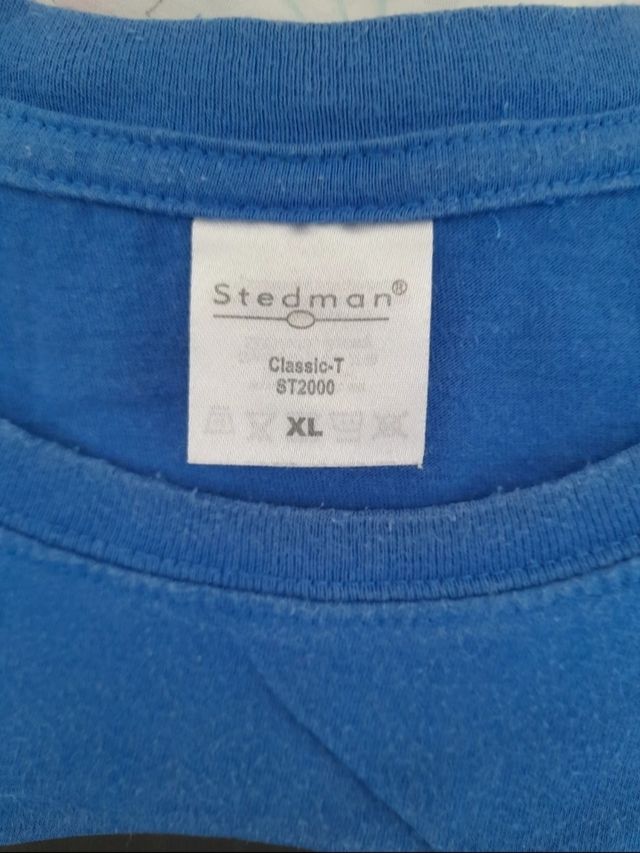 Stedman®
Classic-T
ST2000
XL